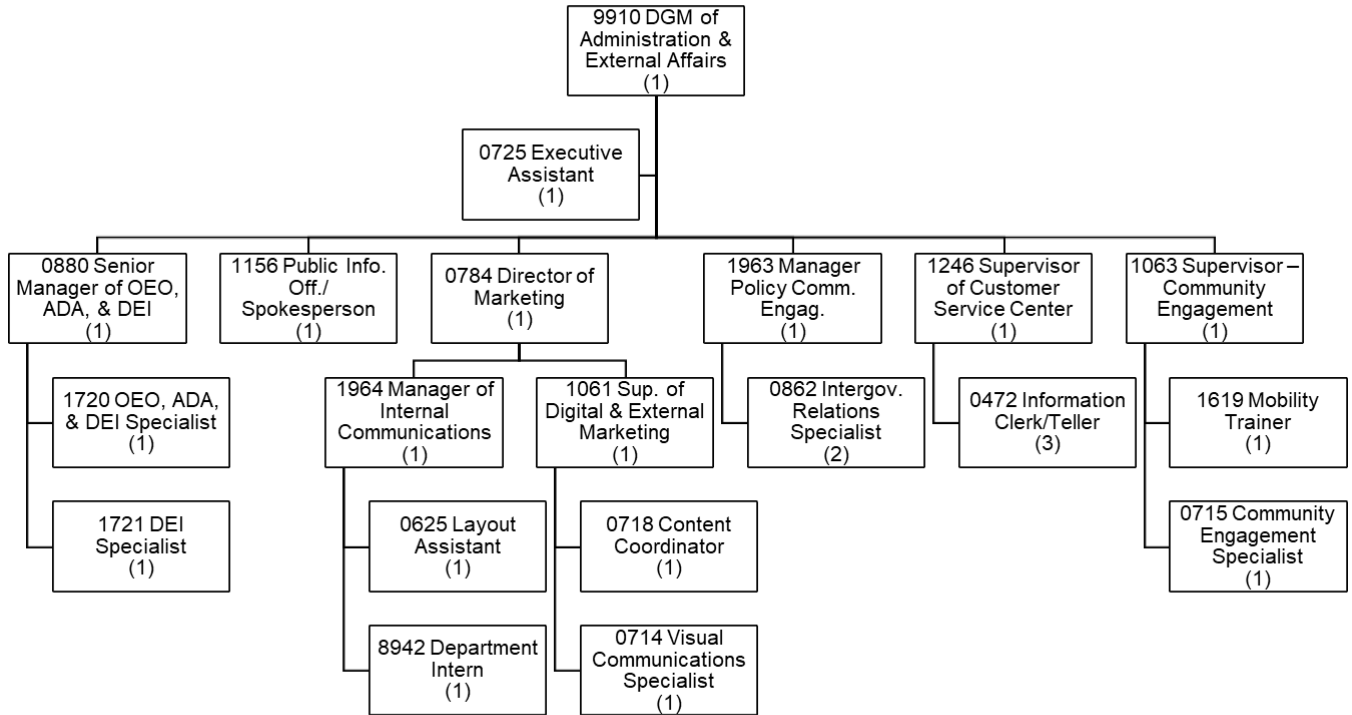 9910 DGM of
Administration &
External Affairs
(1)
0725 Executive
Assistant
(1)
0880 Senior
Manager of OEO,
ADA, & DEI
(1)
1156 Public Info.
Off./
Spokesperson
(1)
0784 Director of
Marketing
(1)
1963 Manager
Policy Comm.
Engag.
(1)
1246 Supervisor
of Customer
Service Center
(1)
1063 Supervisor –
Community
Engagement
(1)
1720 OEO, ADA,
& DEI Specialist
(1)
1721 DEI
Specialist
(1)
1964 Manager of
Internal
Communications
(1)
0625 Layout
Assistant
(1)
8942 Department
Intern
(1)
1061 Sup. of
Digital & External
Marketing
(1)
0718 Content
Coordinator
(1)
0714 Visual
Communications
Specialist
(1)
0862 Intergov.
Relations
Specialist
(2)
0472 Information
Clerk/Teller
(3)
1619 Mobility
Trainer
(1)
0715 Community
Engagement
Specialist
(1)